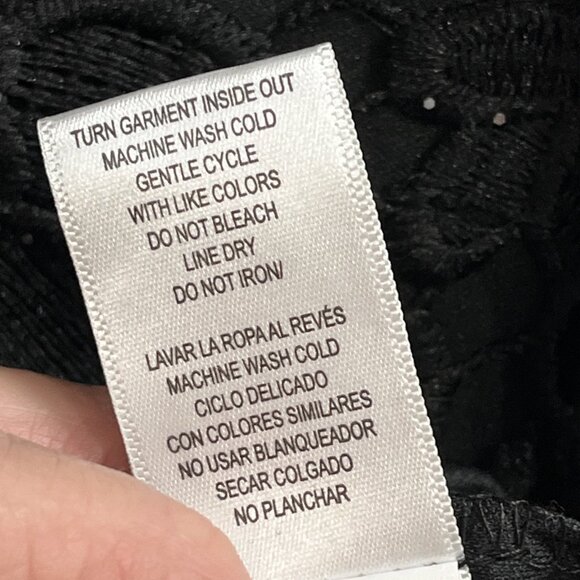 TURN GARMENT INSIDE OUT
MACHINE WASH COLD
GENTLE CYCLE
WITH LIKE COLORS
DO NOT BLEACH
LINE DRY
DO NOT IRON/
LAVAR LA ROPA AL REVÉS
MACHINE WASH COLD
CICLO DELICADO
CON COLORES SIMILARES
NO USAR BLANQUEADOR
SECAR COLGADO
NO PLANCHAR